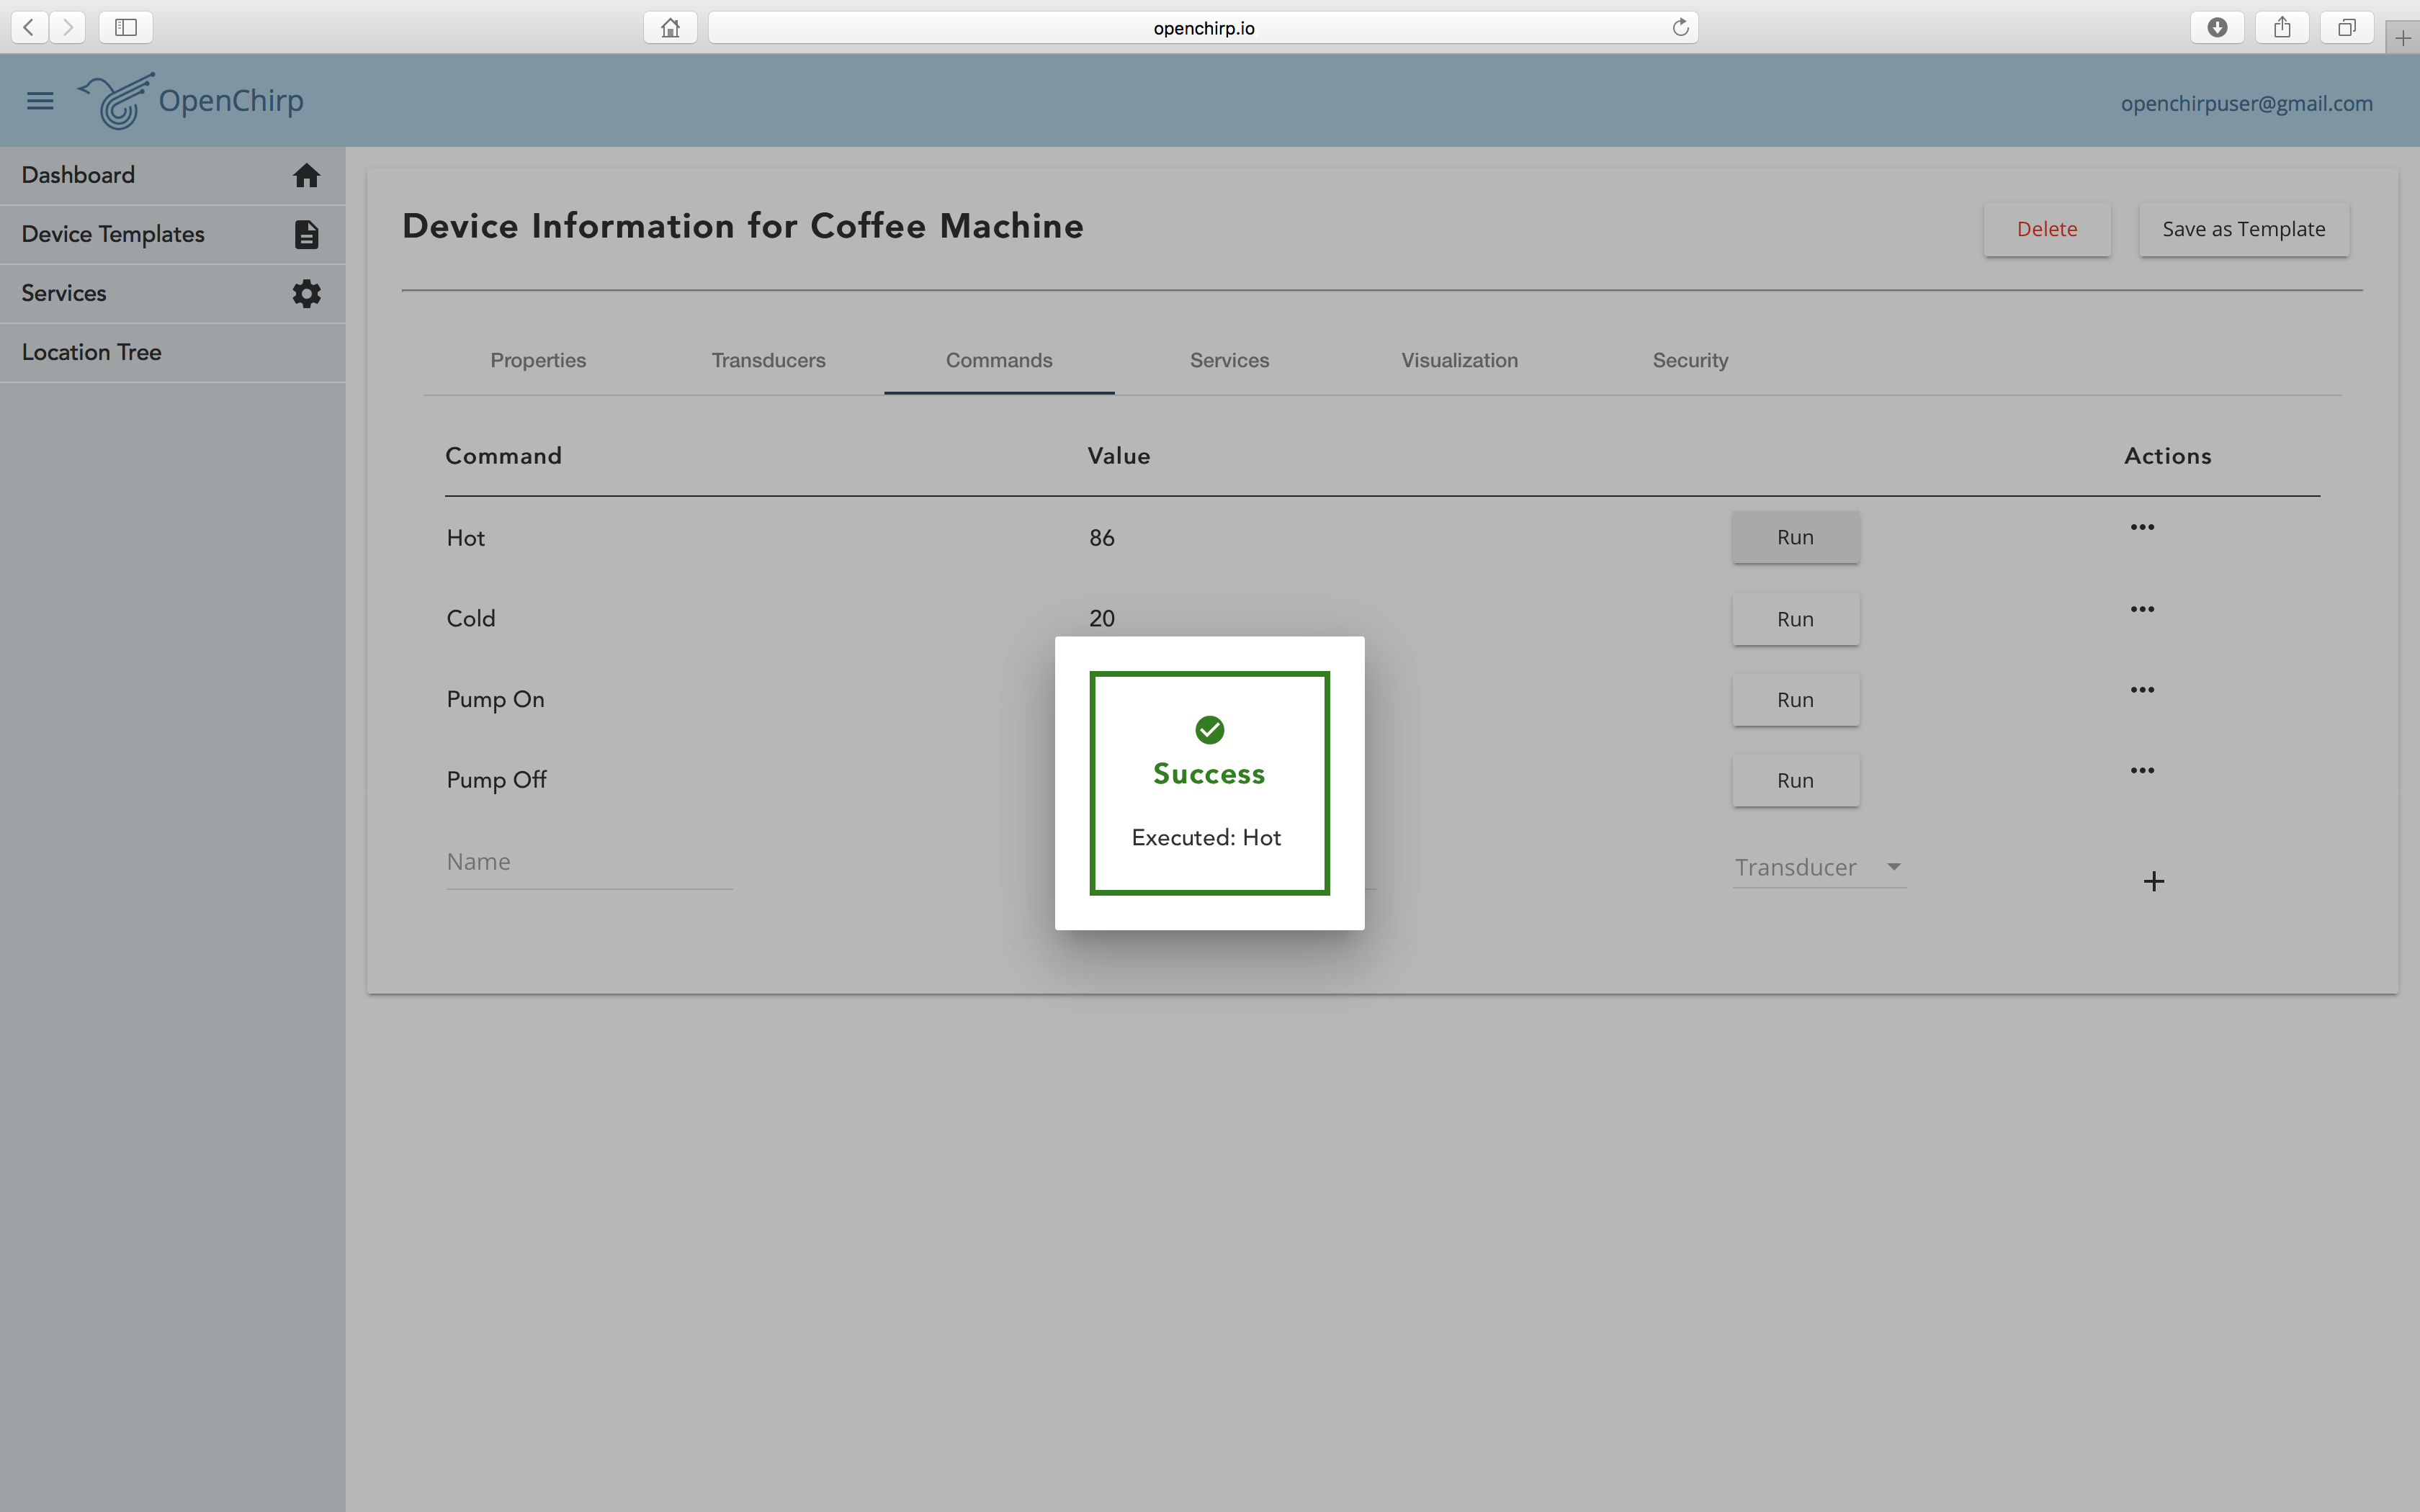 openchirp.io
OpenChirp
openchirpuser@gmail.com
Dashboard
Device Templates
Services
Location Tree
Device Information for Coffee Machine
Delete
Save as Template
Properties Transducers Commands Services Visualization Security
Command Value Actions
Hot 86 Run
Cold 20 Run
Pump On Run
Pump Off Run
Name Transducer
Success
Executed: Hot